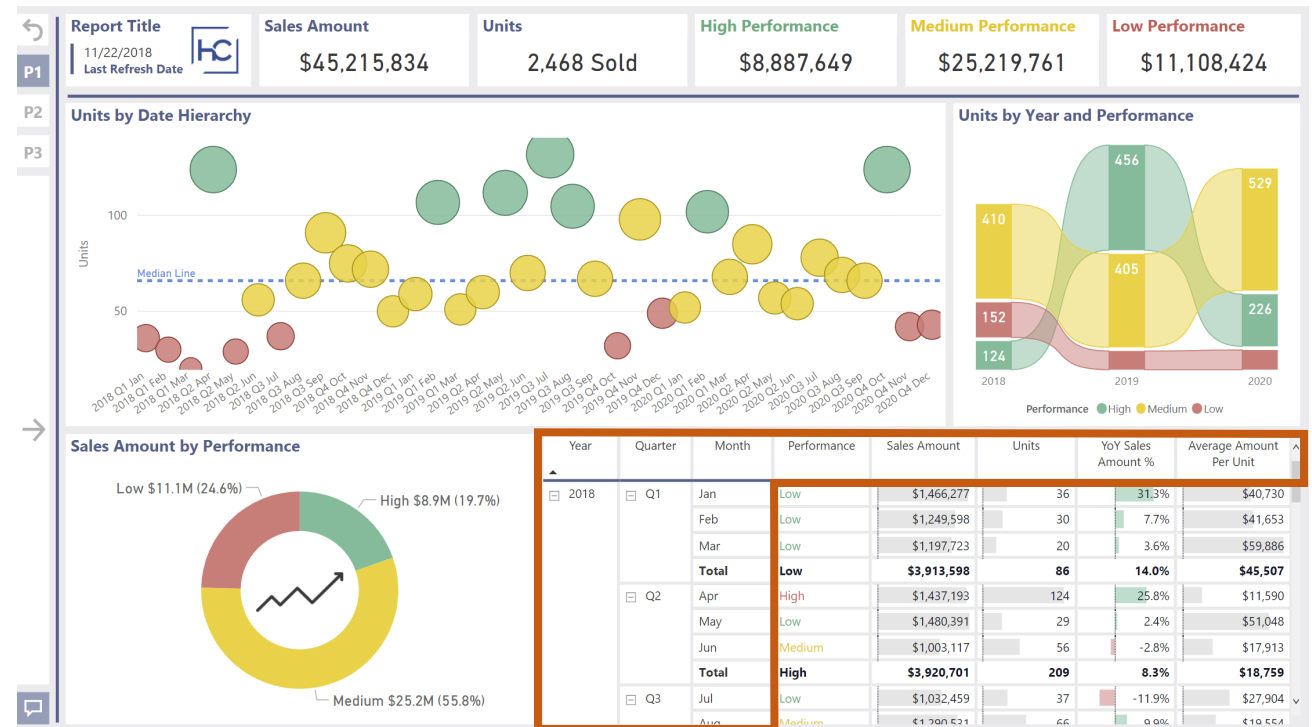 Report Title
11/22/2018
Last Refresh Date
hc
Sales Amount
$45,215,834
Units
2,468 Sold
High Performance
$8,887,649
Medium Performance
$25,219,761
Low Performance
$11,108,424
P1
P2
P3
Units by Date Hierarchy
Units
100
Median Line
50
2018 Q1 Jan
2018 Q1 Feb
2018 Q1 Mar
2018 Q2 Apr
2018 Q2 May
2018 Q2 Jun
2018 Q3 Jul
2018 Q3 Aug
2018 Q3 Sep
2018 Q4 Oct
2018 Q4 Nov
2018 Q4 Dec
2019 Q1 Jan
2019 Q1 Feb
2019 Q1 Mar
2019 Q2 Apr
2019 Q2 May
2019 Q2 Jun
2019 Q3 Jul
2019 Q3 Aug
2019 Q3 Sep
2019 Q4 Oct
2019 Q4 Nov
2019 Q4 Dec
2020 Q1 Jan
2020 Q1 Feb
2020 Q1 Mar
2020 Q2 Apr
2020 Q2 May
2020 Q2 Jun
2020 Q3 Jul
2020 Q3 Aug
2020 Q3 Sep
2020 Q4 Oct
2020 Q4 Nov
2020 Q4 Dec
Units by Year and Performance
410
152
124
456
405
529
226
2018 2019 2020
Performance High Medium Low
Sales Amount by Performance
Low $11.1M (24.6%)
High $8.9M (19.7%)
Medium $25.2M (55.8%)
Year Quarter Month Performance Sales Amount Units YoY Sales Amount % Average Amount Per Unit
2018 Q1 Jan Low $1,466,277 36 31.3% $40,730
Feb Low $1,249,598 30 7.7% $41,653
Mar Low $1,197,723 20 3.6% $59,886
Total Low $3,913,598 86 14.0% $45,507
Q2 Apr High $1,437,193 124 25.8% $11,590
May Low $1,480,391 29 2.4% $51,048
Jun Medium $1,003,117 56 -2.8% $17,913
Total High $3,920,701 209 8.3% $18,759
Q3 Jul Low $1,032,459 37 -11.9% $27,904
Aug Medium $1,290,531 66 9.9% $19,554